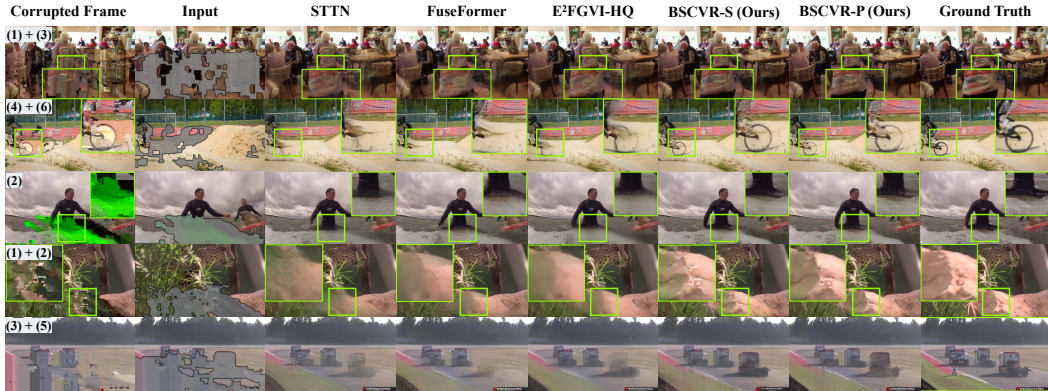 Corrupted Frame Input STTN FuseFormer E²FGVI-HQ BSCVR-S (Ours) BSCVR-P (Ours) Ground Truth
(1) + (3)
(4) + (6)
(2)
(1) + (2)
(3) + (5)